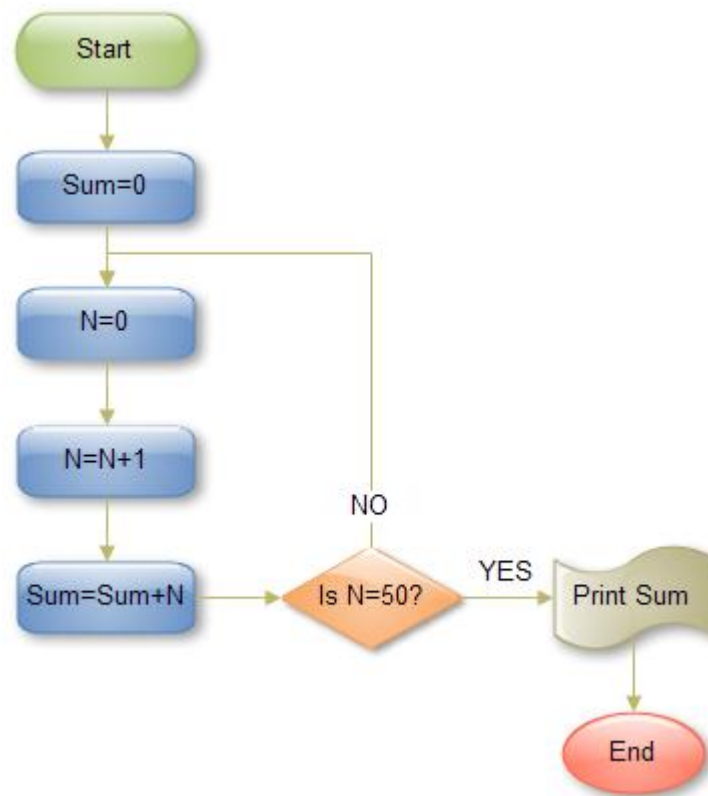 Start
Sum=0
N=0
N=N+1
Sum=Sum+N
Is N=50?
NO
YES
Print Sum
End